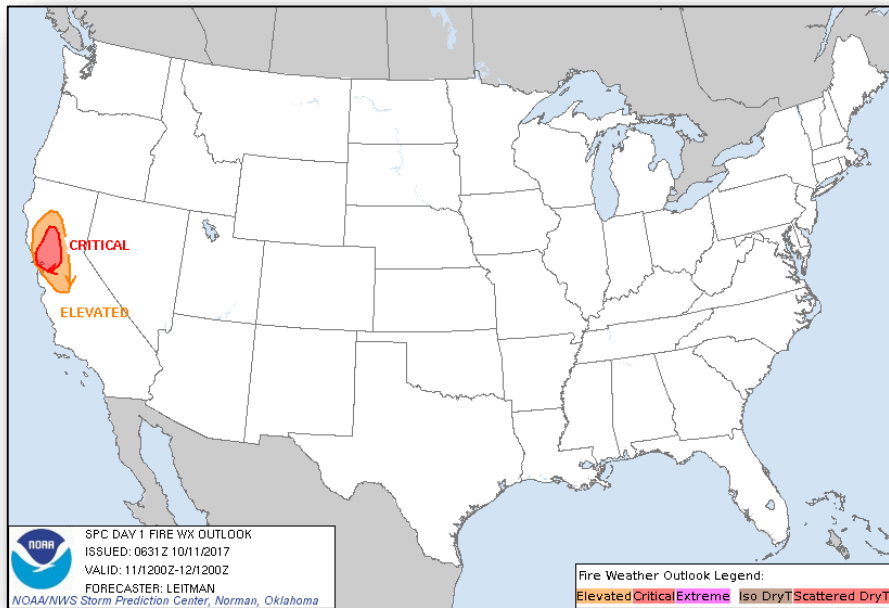 CRITICAL
ELEVATED
NOAA
SPC DAY 1 FIRE WX OUTLOOK
ISSUED: 0631Z 10/11/2017
VALID: 11/1200Z-12/1200Z
FORECASTER: LEITMAN
NOAA/NWS Storm Prediction Center, Norman, Oklahoma
Fire Weather Outlook Legend:
Elevated Critical Extreme Iso DryT Scattered DryT